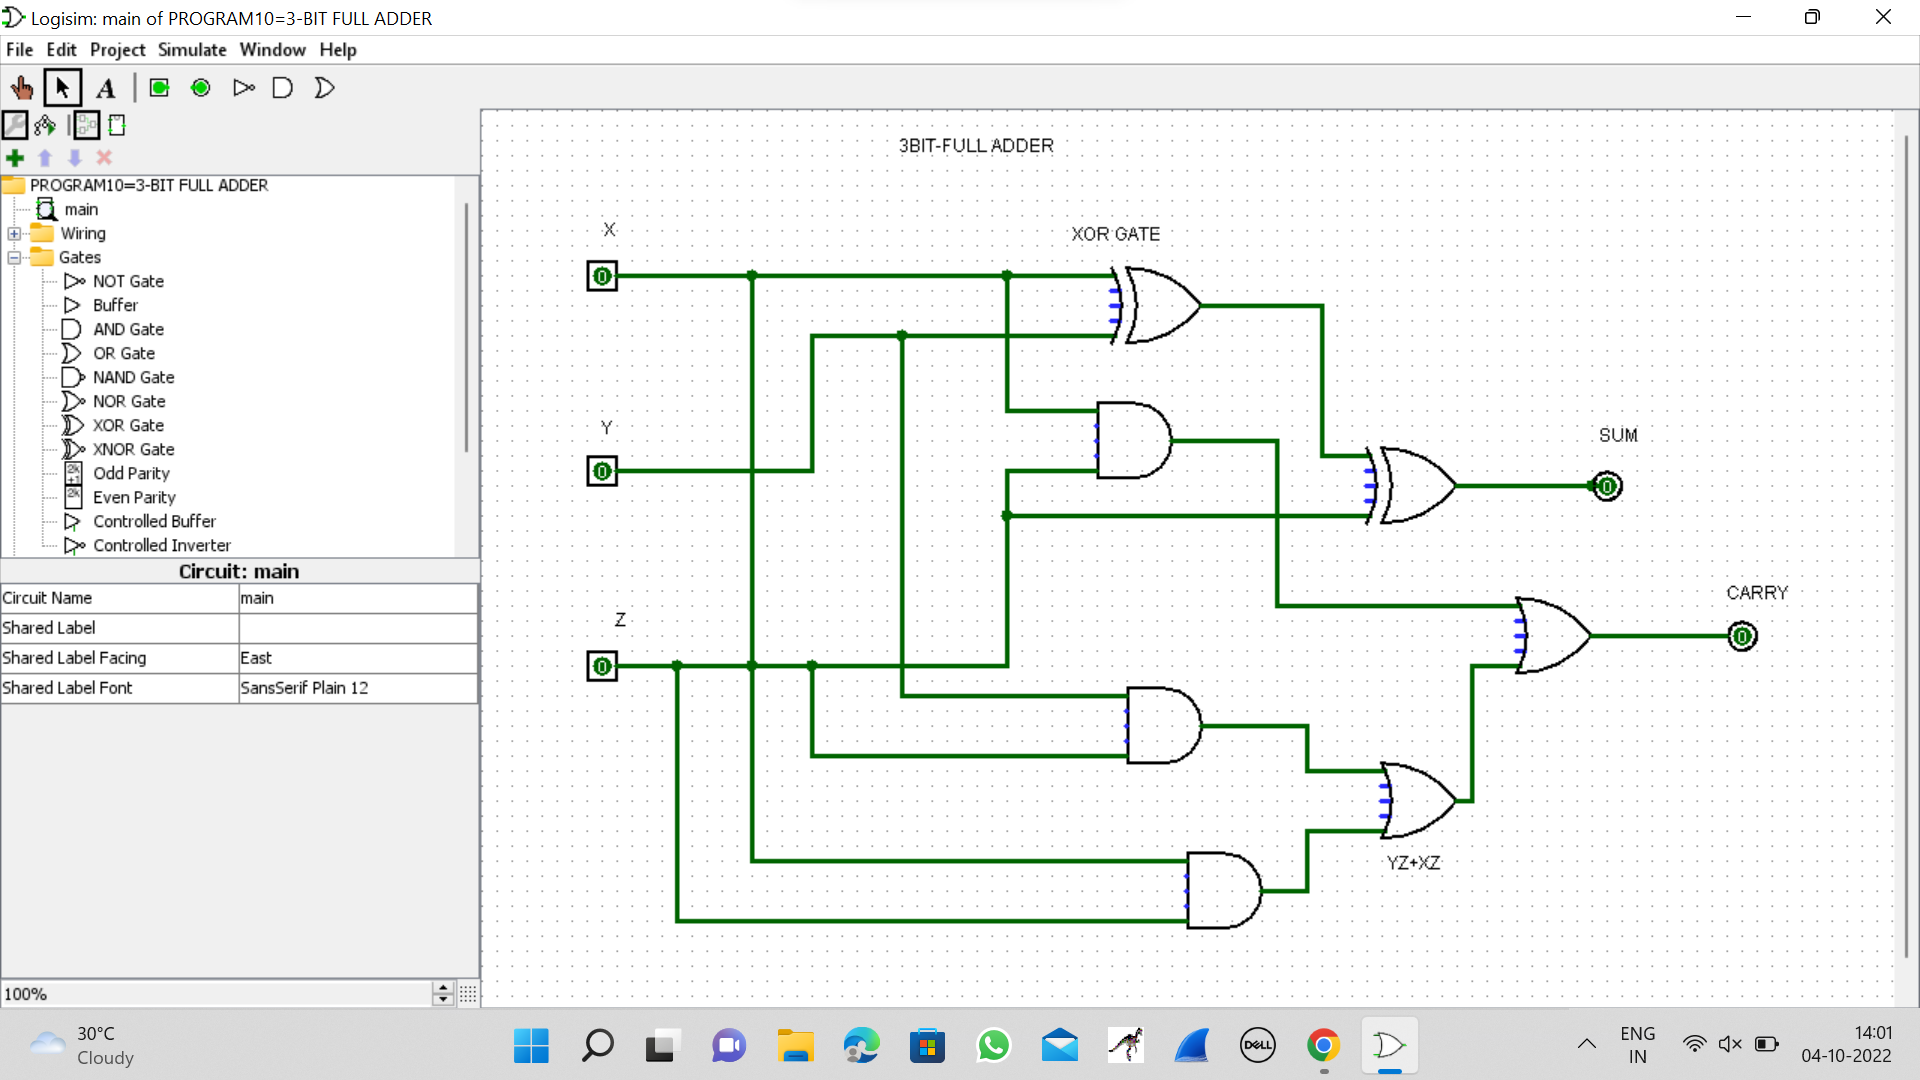 Logisim: main of PROGRAM10=3-BIT FULL ADDER
File Edit Project Simulate Window Help
A
PROGRAM10=3-BIT FULL ADDER
main
Wiring
Gates
NOT Gate
Buffer
AND Gate
OR Gate
NAND Gate
NOR Gate
XOR Gate
XNOR Gate
2k+1 Odd Parity
2k Even Parity
Controlled Buffer
Controlled Inverter
Circuit: main
Circuit Name main
Shared Label
Shared Label Facing East
Shared Label Font SansSerif Plain 12
100%
3BIT-FULL ADDER
X
XOR GATE
0
Y
0
SUM
0
Z
0
CARRY
0
YZ+XZ
30°C
Cloudy
DELL
ENG
IN
14:01
04-10-2022